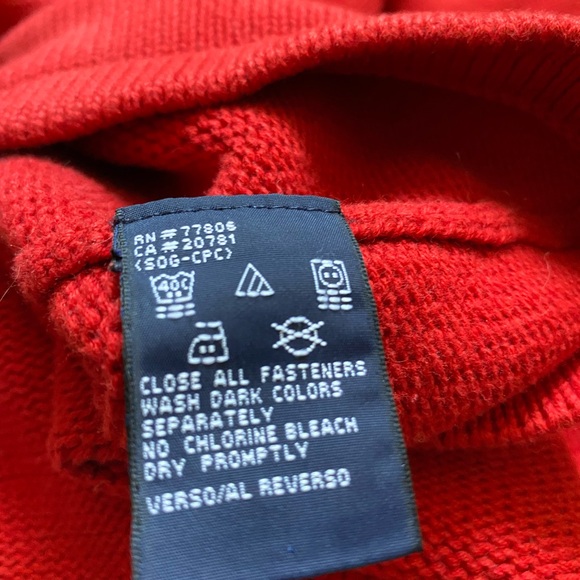 RN #77806
CA #20781
(SOG-CPC)
40C
CLOSE ALL FASTENERS
WASH DARK COLORS
SEPARATELY
NO CHLORINE BLEACH
DRY PROMPTLY
VERSO/AL REVERSO